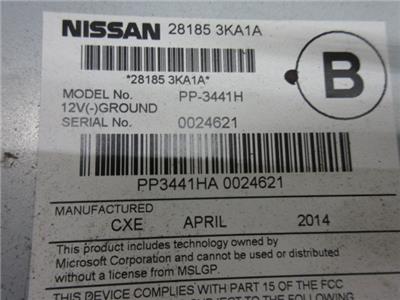 NISSAN 28185 3KA1A
*28185 3KA1A*
B
MODEL No. PP-3441H
12V(-)GROUND
SERIAL No. 0024621
PP3441HA 0024621
MANUFACTURED
CXE APRIL 2014
This product includes technology owned by
Microsoft Corporation and cannot be used or distributed
without a license from MSLGP.
THIS DEVICE COMPLIES WITH PART 15 OF THE FCC